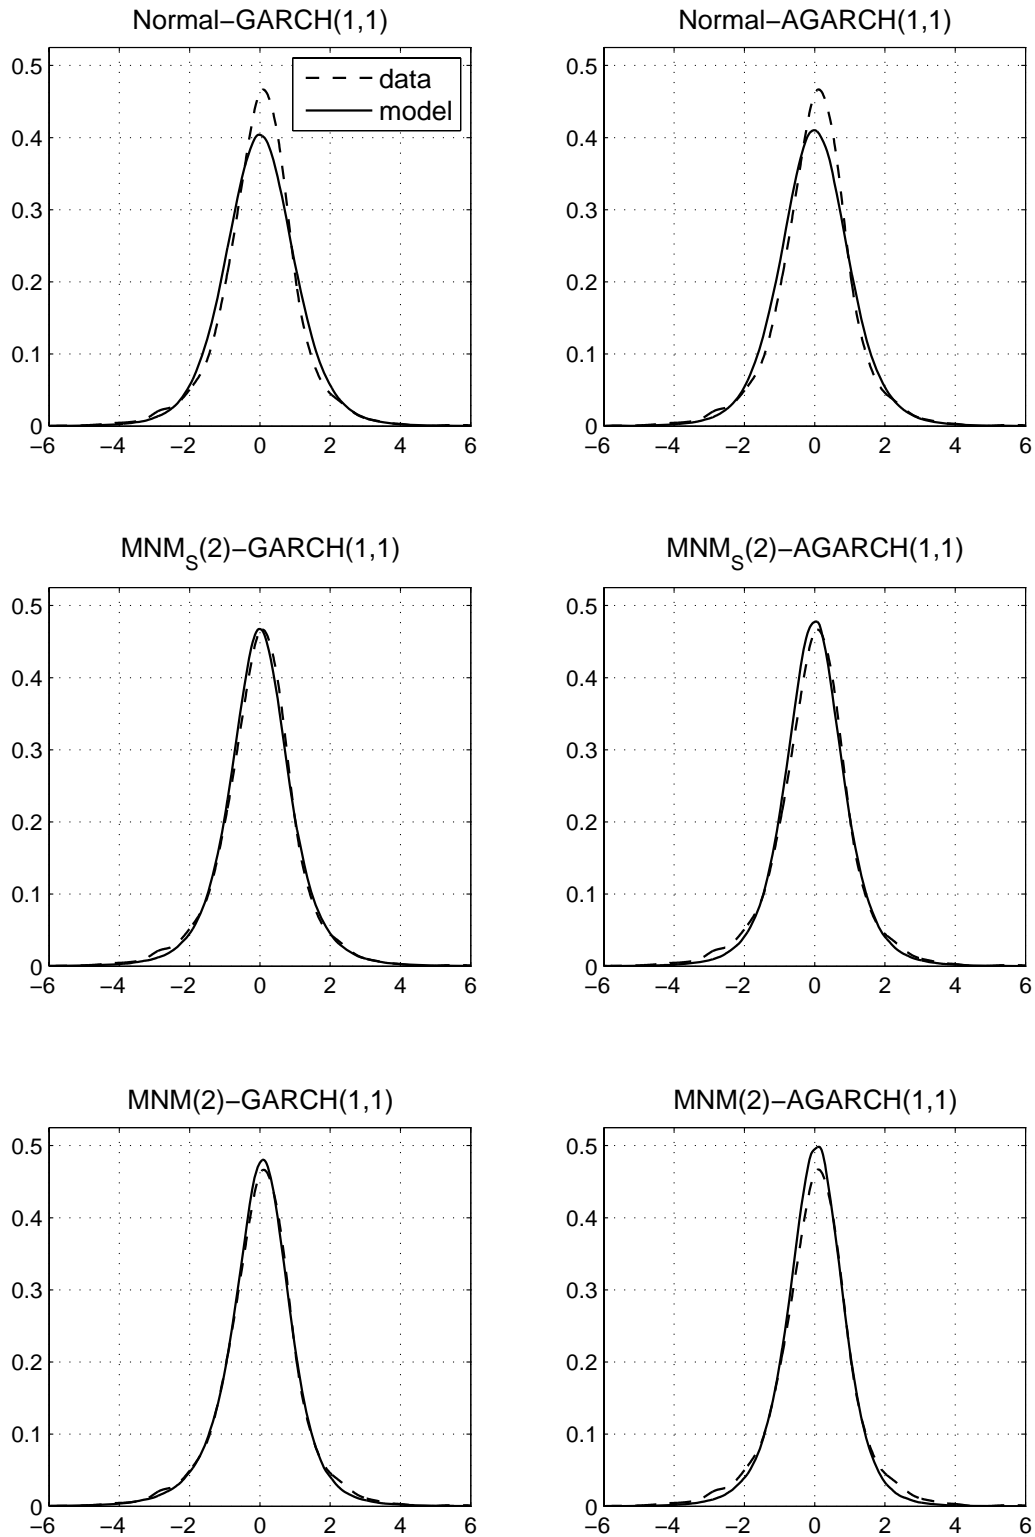 Normal−GARCH(1,1)
0.5
0.4
0.3
0.2
0.1
0
−6 −4 −2 0 2 4 6
data
model
Normal−AGARCH(1,1)
0.5
0.4
0.3
0.2
0.1
0
−6 −4 −2 0 2 4 6
MNM_S(2)−GARCH(1,1)
0.5
0.4
0.3
0.2
0.1
0
−6 −4 −2 0 2 4 6
MNM_S(2)−AGARCH(1,1)
0.5
0.4
0.3
0.2
0.1
0
−6 −4 −2 0 2 4 6
MNM(2)−GARCH(1,1)
0.5
0.4
0.3
0.2
0.1
0
−6 −4 −2 0 2 4 6
MNM(2)−AGARCH(1,1)
0.5
0.4
0.3
0.2
0.1
0
−6 −4 −2 0 2 4 6